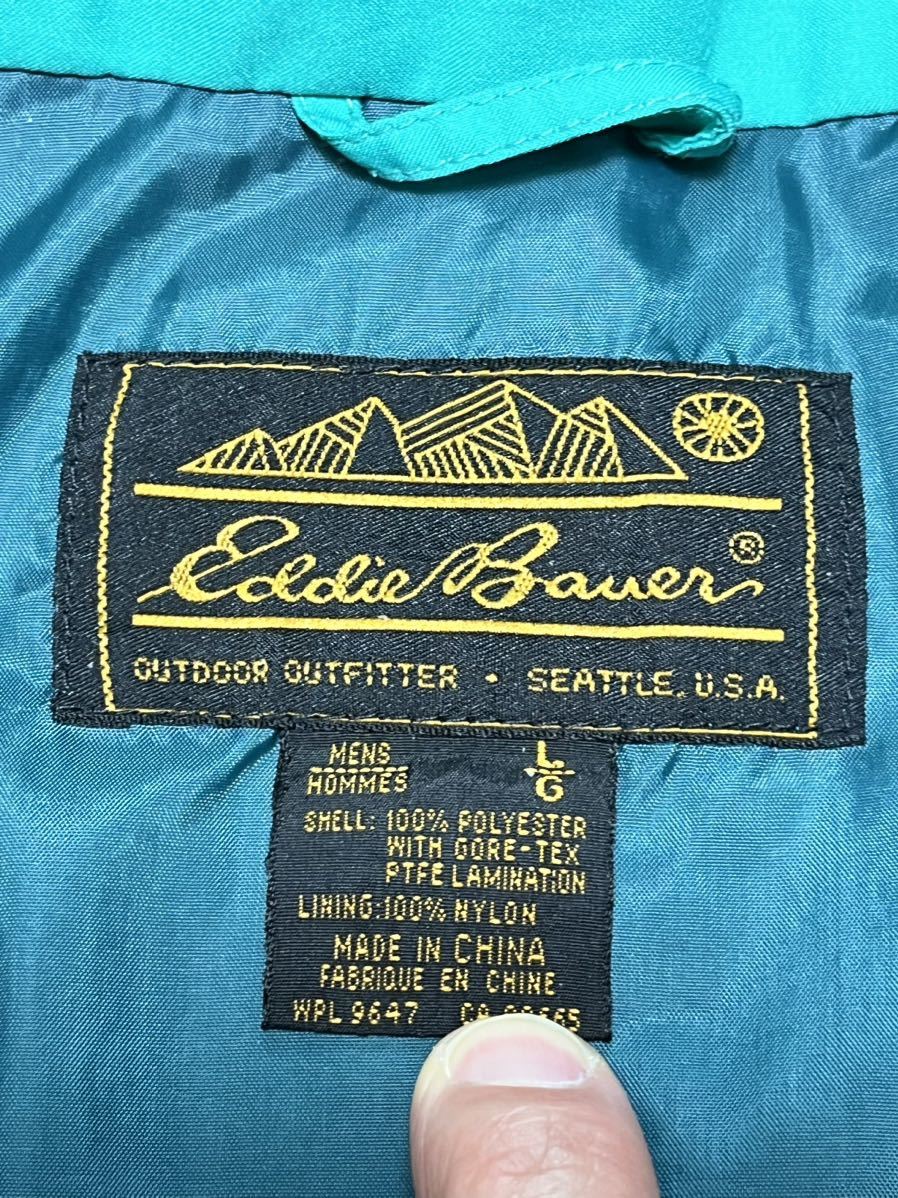 Eddie Bauer®
OUTDOOR OUTFITTER • SEATTLE, U.S.A.
MENS L
HOMMES G
SHELL: 100% POLYESTER
WITH GORE-TEX
PTFE LAMINATION
LINING: 100% NYLON
MADE IN CHINA
FABRIQUE EN CHINE
WPL 9647 CA